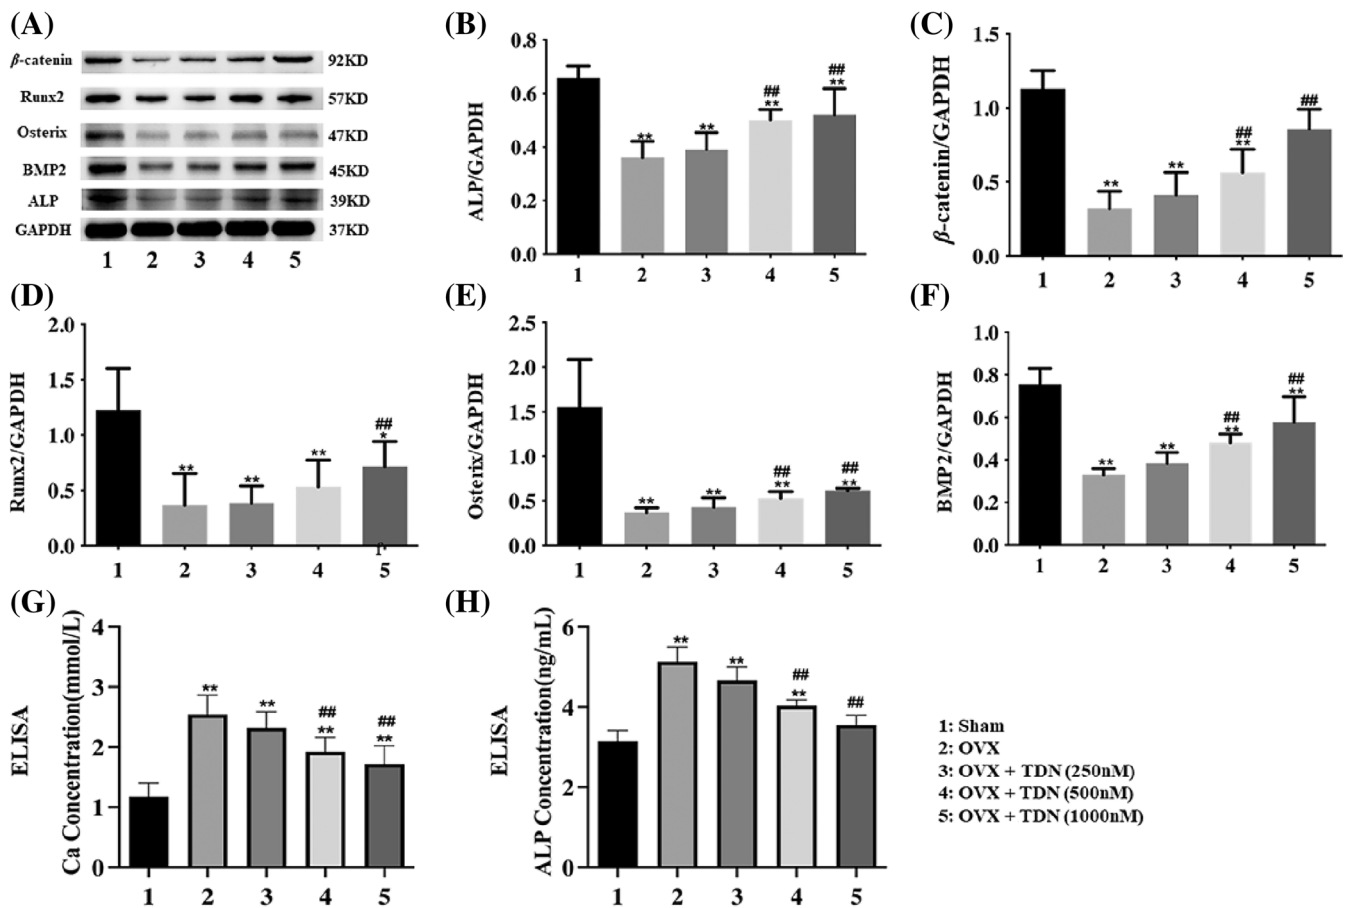 (A)
β-catenin 92KD
Runx2 57KD
Osterix 47KD
BMP2 45KD
ALP 39KD
GAPDH 37KD
1 2 3 4 5
(B)
ALP/GAPDH
0.8
0.6
0.4
0.2
0.0
** ** ## ** ## **
1 2 3 4 5
(C)
β-catenin/GAPDH
1.5
1.0
0.5
0.0
** ** ## ** ##
1 2 3 4 5
(D)
Runx2/GAPDH
2.0
1.5
1.0
0.5
0.0
** ** ** ## *
1 2 3 4 5
(E)
Osterix/GAPDH
2.5
2.0
1.5
1.0
0.5
0.0
** ** ## ** ## **
1 2 3 4 5
(F)
BMP2/GAPDH
1.0
0.8
0.6
0.4
0.2
0.0
** ** ## ** ## **
1 2 3 4 5
(G)
ELISA
Ca Concentration(mmol/L)
4
3
2
1
0
** ** ## ** ## **
1 2 3 4 5
(H)
ELISA
ALP Concentration(ng/mL)
6
4
2
0
** ** ## ** ##
1 2 3 4 5
1: Sham
2: OVX
3: OVX + TDN (250nM)
4: OVX + TDN (500nM)
5: OVX + TDN (1000nM)